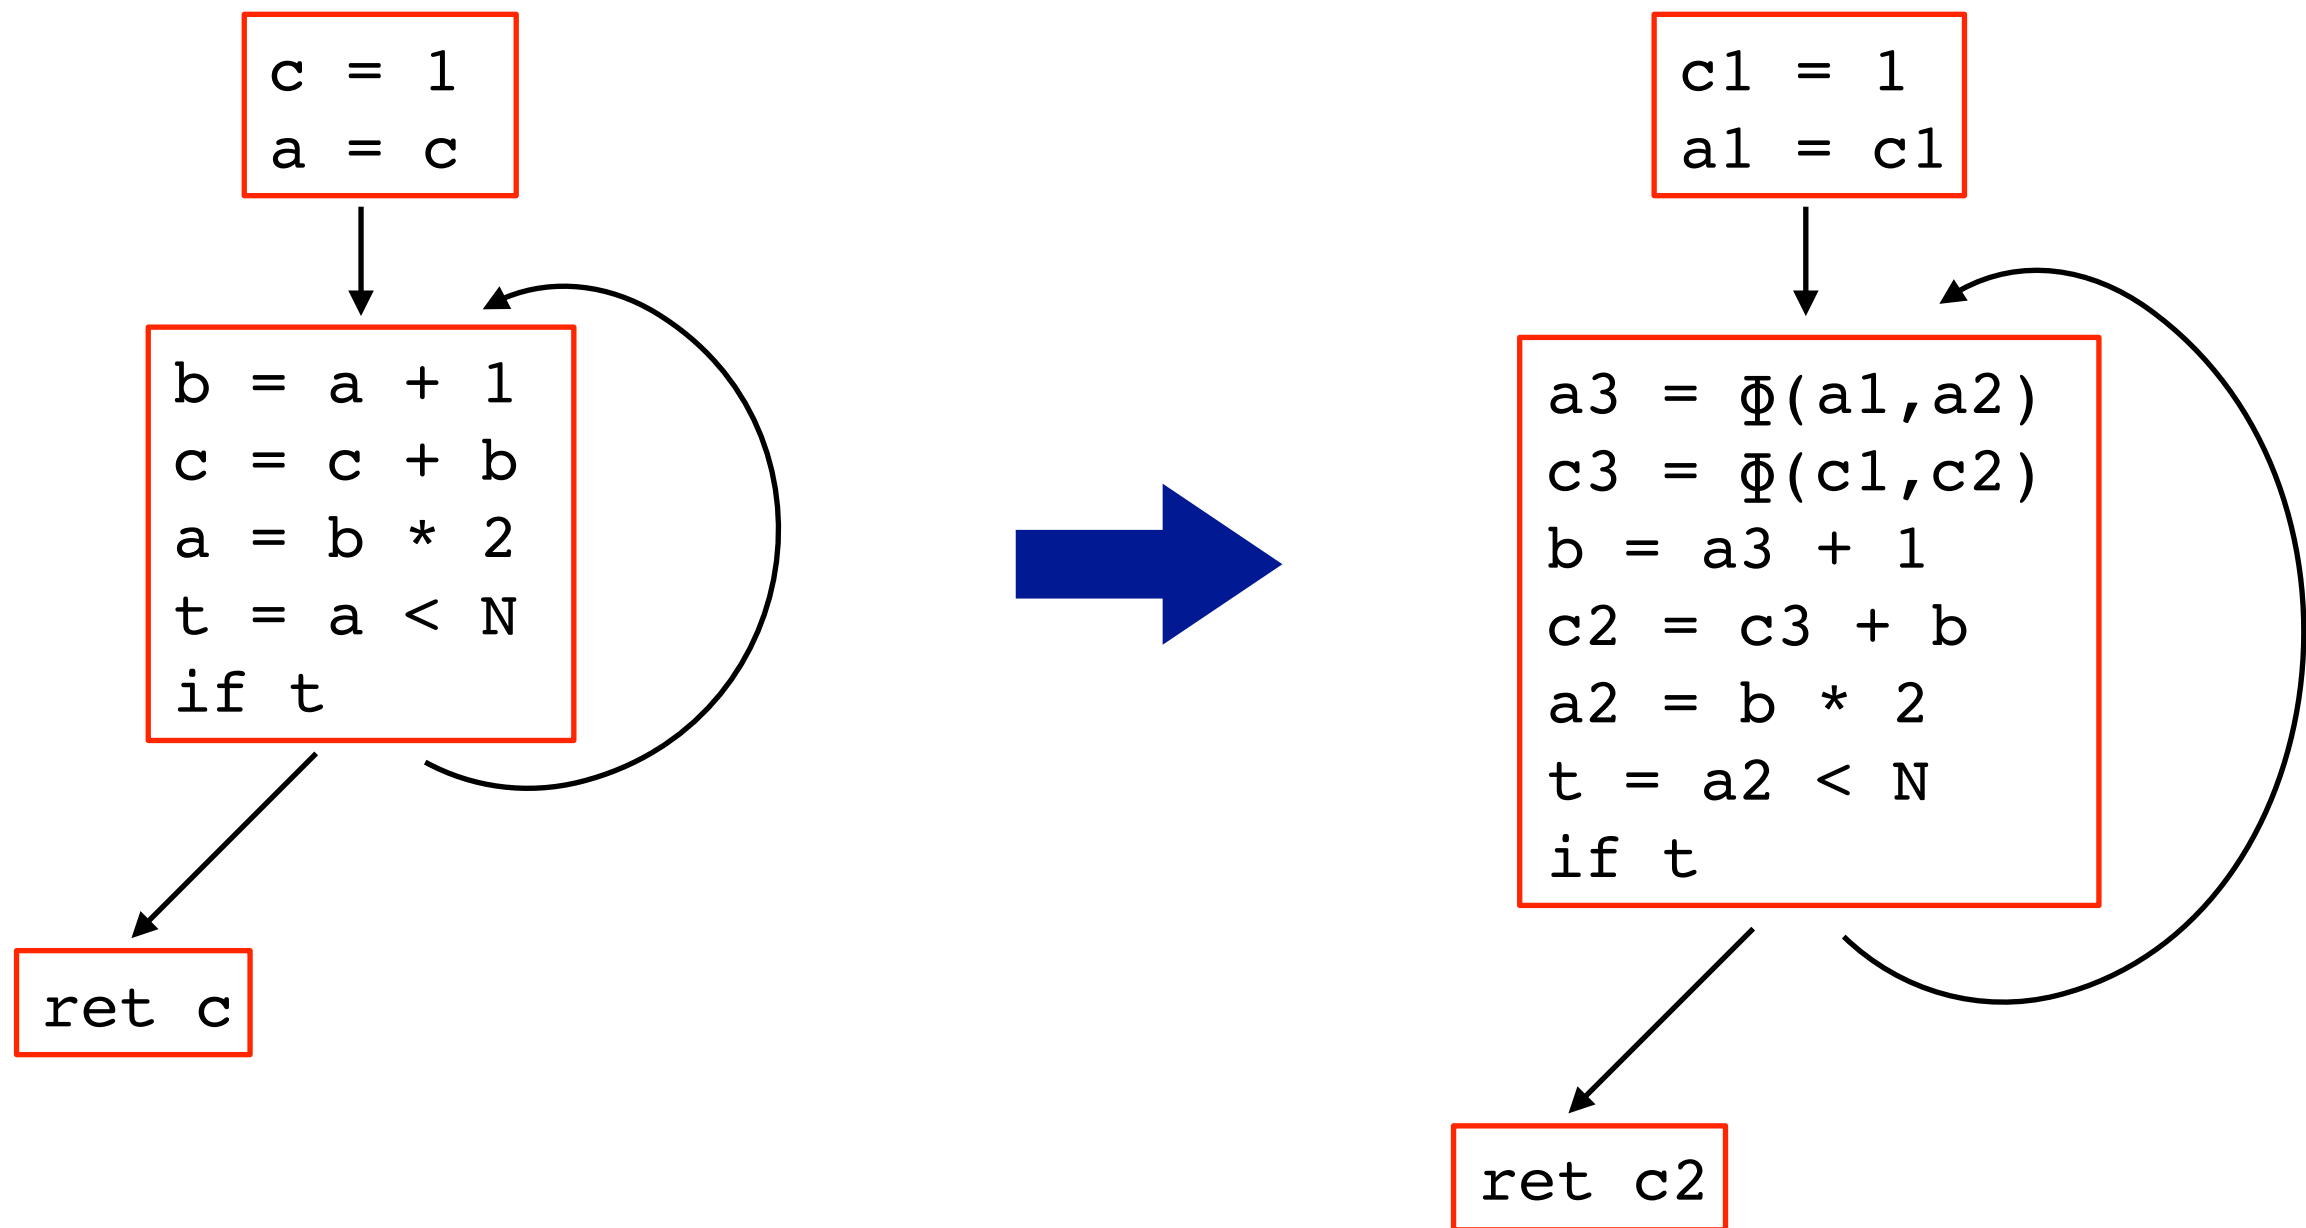 c = 1
a = c
b = a + 1
c = c + b
a = b * 2
t = a < N
if t
ret c
c1 = 1
a1 = c1
a3 = Φ(a1,a2)
c3 = Φ(c1,c2)
b = a3 + 1
c2 = c3 + b
a2 = b * 2
t = a2 < N
if t
ret c2